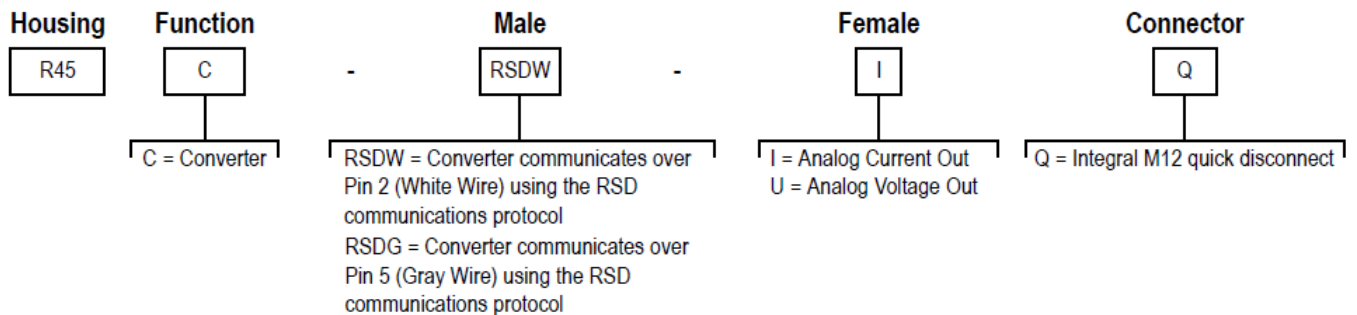 Housing Function Male Female Connector
R45 C - RSDW - I Q
C = Converter
RSDW = Converter communicates over
Pin 2 (White Wire) using the RSD
communications protocol
RSDG = Converter communicates over
Pin 5 (Gray Wire) using the RSD
communications protocol
I = Analog Current Out
U = Analog Voltage Out
Q = Integral M12 quick disconnect